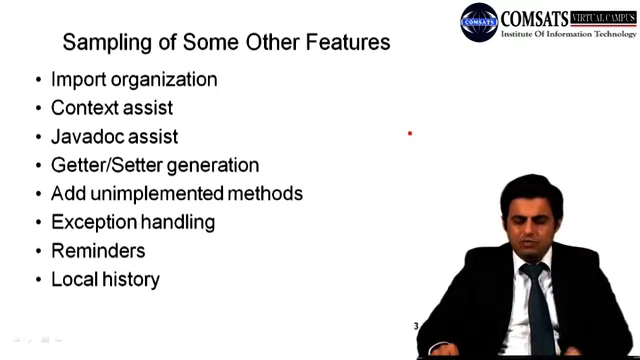 COMSATS
VIRTUAL CAMPUS
COMSATS
Institute Of Information Technology
Sampling of Some Other Features
• Import organization
• Context assist
• Javadoc assist
• Getter/Setter generation
• Add unimplemented methods
• Exception handling
• Reminders
• Local history
3